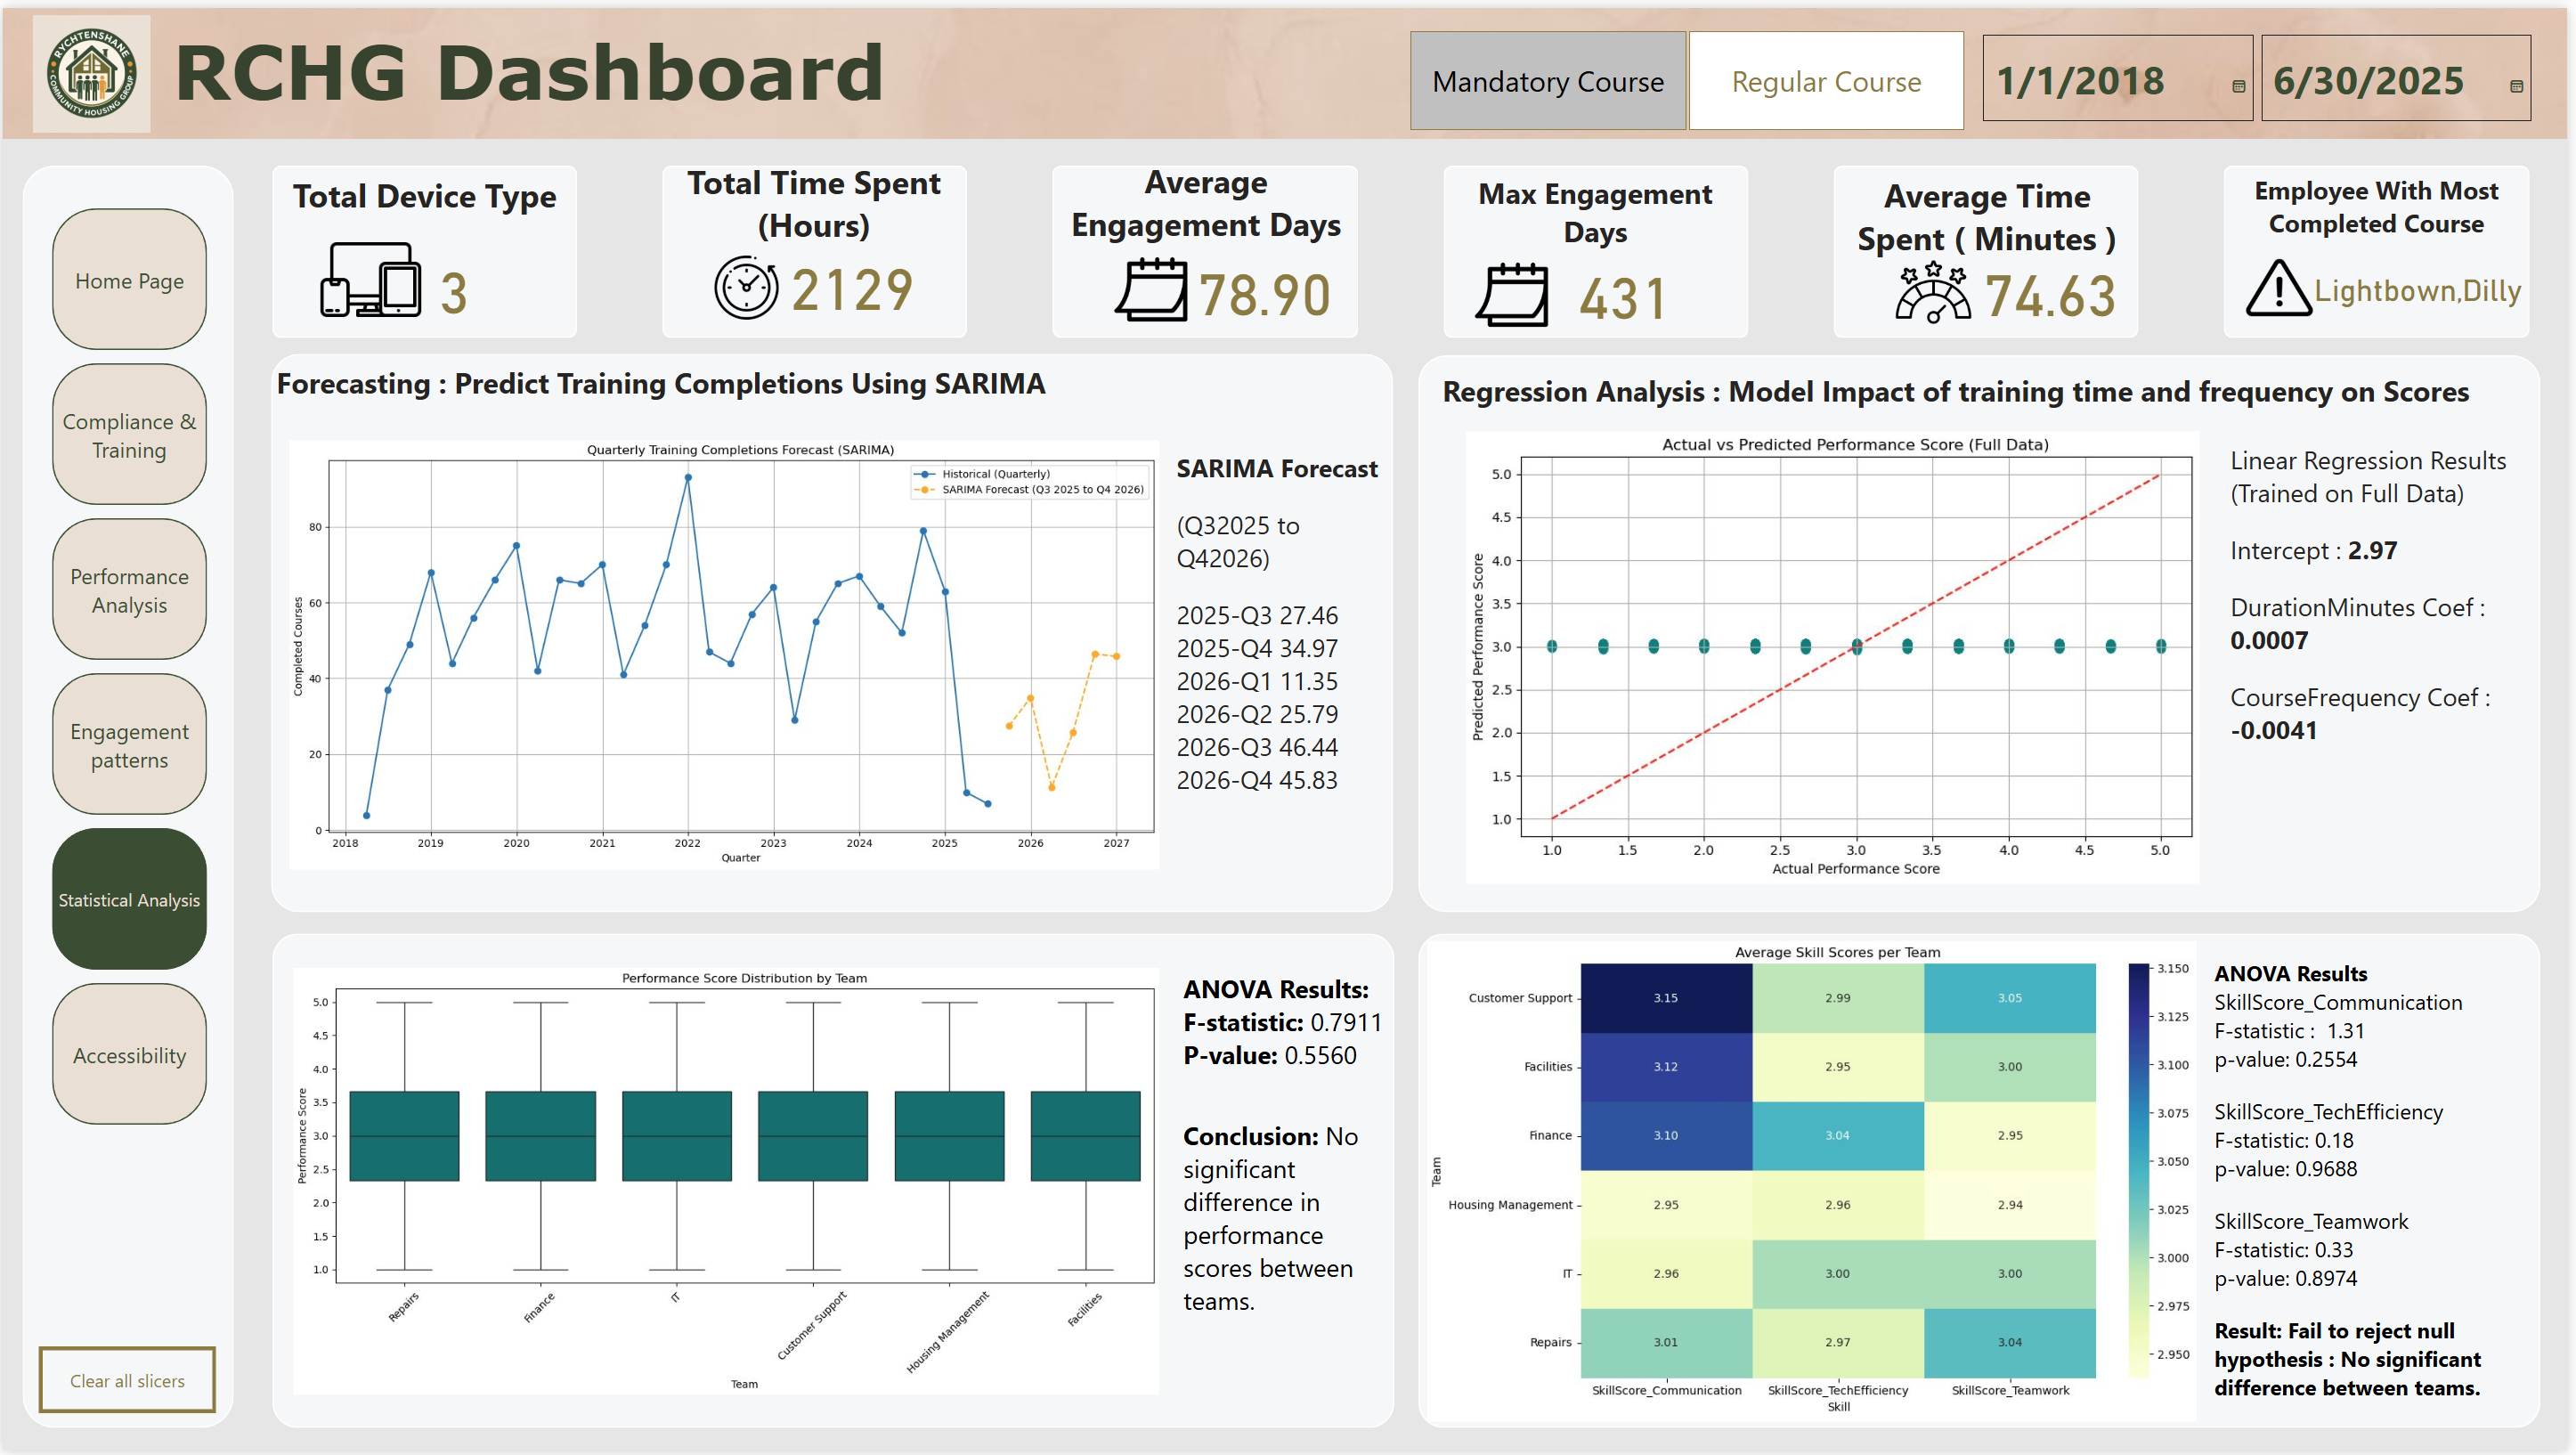 RYCHTENSHANE
COMMUNITY HOUSING GROUP
RCHG Dashboard
Mandatory Course
Regular Course
1/1/2018
6/30/2025
Home Page
Compliance &
Training
Performance
Analysis
Engagement
patterns
Statistical Analysis
Accessibility
Clear all slicers
Total Device Type
3
Total Time Spent
(Hours)
2129
Average
Engagement Days
78.90
Max Engagement
Days
431
Average Time
Spent ( Minutes )
74.63
Employee With Most
Completed Course
Lightbown,Dilly
Forecasting : Predict Training Completions Using SARIMA
Quarterly Training Completions Forecast (SARIMA)
Historical (Quarterly)
SARIMA Forecast (Q3 2025 to Q4 2026)
Completed Courses
80
60
40
20
0
2018 2019 2020 2021 2022 2023 2024 2025 2026 2027
Quarter
SARIMA Forecast
(Q32025 to
Q42026)
2025-Q3 27.46
2025-Q4 34.97
2026-Q1 11.35
2026-Q2 25.79
2026-Q3 46.44
2026-Q4 45.83
Regression Analysis : Model Impact of training time and frequency on Scores
Actual vs Predicted Performance Score (Full Data)
Predicted Performance Score
5.0
4.5
4.0
3.5
3.0
2.5
2.0
1.5
1.0
1.0 1.5 2.0 2.5 3.0 3.5 4.0 4.5 5.0
Actual Performance Score
Linear Regression Results
(Trained on Full Data)
Intercept : 2.97
DurationMinutes Coef :
0.0007
CourseFrequency Coef :
-0.0041
Performance Score Distribution by Team
Performance Score
5.0
4.5
4.0
3.5
3.0
2.5
2.0
1.5
1.0
Repairs
Finance
IT
Customer Support
Housing Management
Facilities
Team
ANOVA Results:
F-statistic: 0.7911
P-value: 0.5560
Conclusion: No
significant
difference in
performance
scores between
teams.
Average Skill Scores per Team
Team
Customer Support 3.15 2.99 3.05
Facilities 3.12 2.95 3.00
Finance 3.10 3.04 2.95
Housing Management 2.95 2.96 2.94
IT 2.96 3.00 3.00
Repairs 3.01 2.97 3.04
SkillScore_Communication SkillScore_TechEfficiency SkillScore_Teamwork
Skill
3.150
3.125
3.100
3.075
3.050
3.025
3.000
2.975
2.950
ANOVA Results
SkillScore_Communication
F-statistic : 1.31
p-value: 0.2554
SkillScore_TechEfficiency
F-statistic: 0.18
p-value: 0.9688
SkillScore_Teamwork
F-statistic: 0.33
p-value: 0.8974
Result: Fail to reject null
hypothesis : No significant
difference between teams.